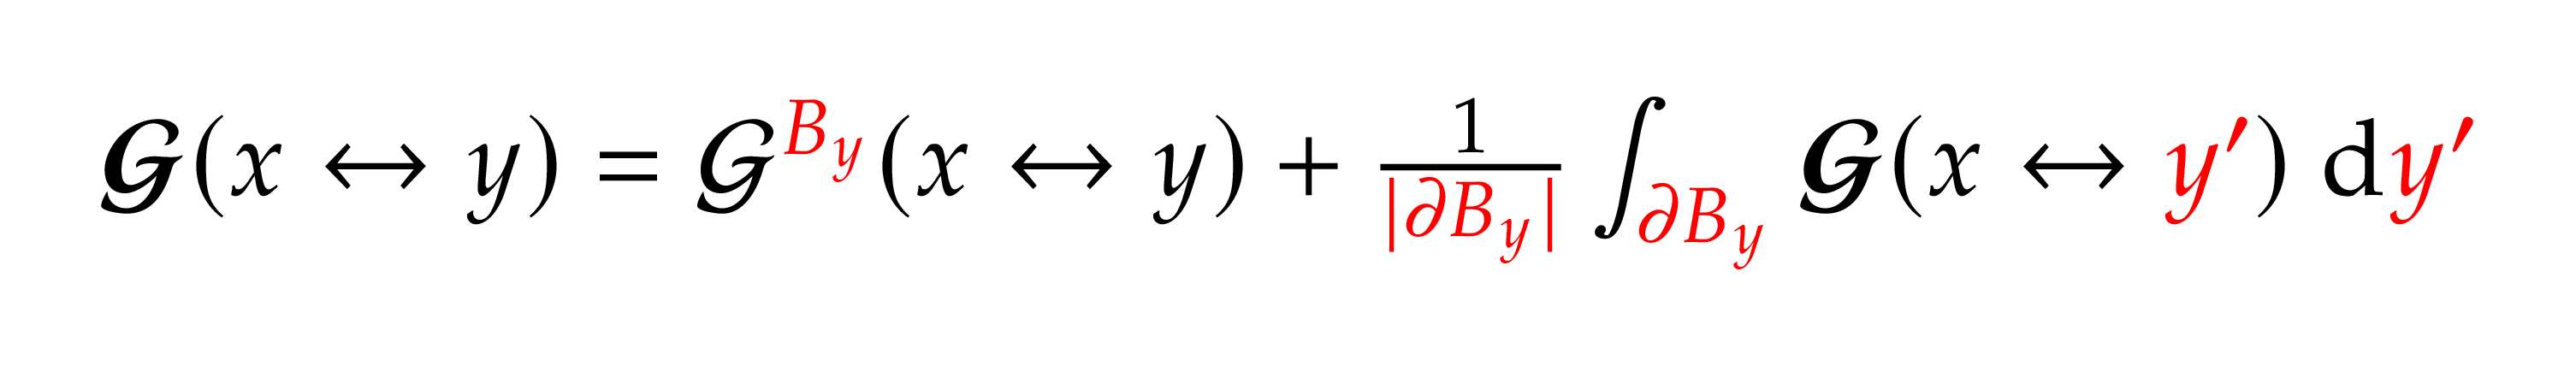 𝓖(x ↔ y) = 𝓖^{B_y}(x ↔ y) + \frac{1}{|∂B_y|} ∫_{∂B_y} 𝓖(x ↔ y′) dy′